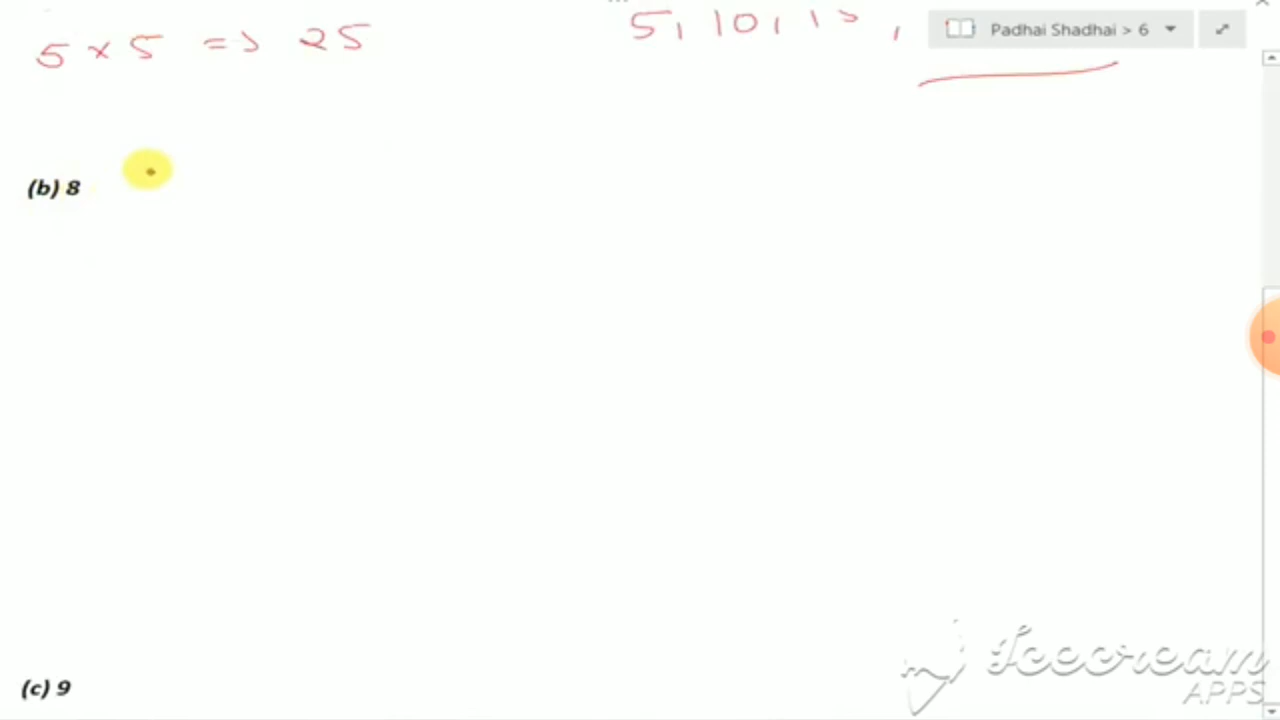 5 × 5 => 25
5, 10, 15,
Padhai Shadhai > 6
(b) 8
(c) 9
Icecream
APPS